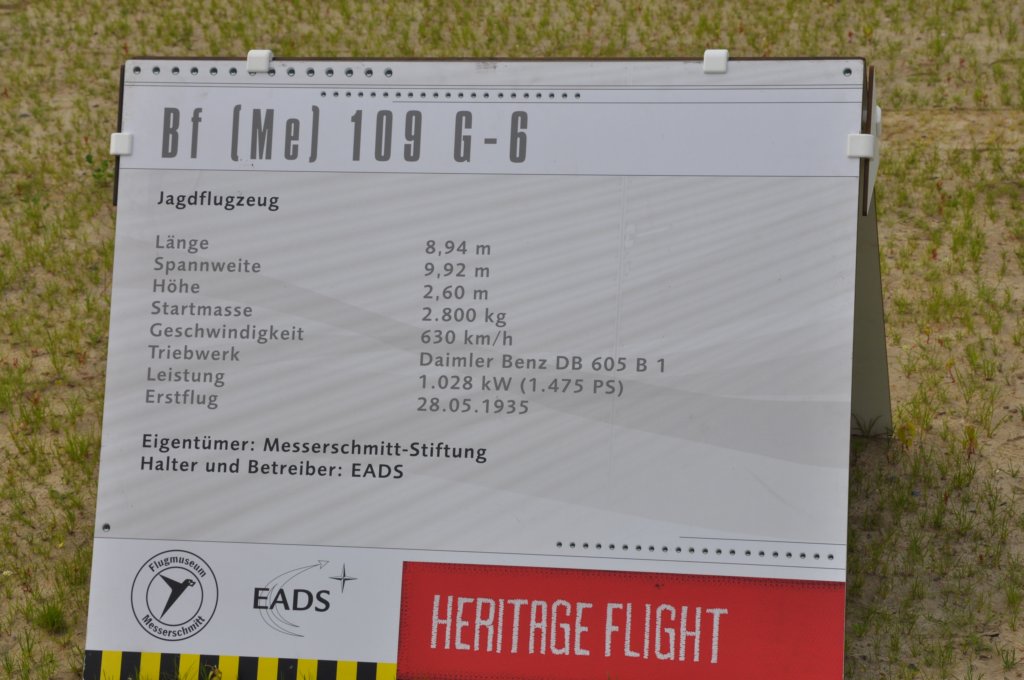 Bf (Me) 109 G-6
Jagdflugzeug
Länge 8,94 m
Spannweite 9,92 m
Höhe 2,60 m
Startmasse 2.800 kg
Geschwindigkeit 630 km/h
Triebwerk Daimler Benz DB 605 B 1
Leistung 1.028 kW (1.475 PS)
Erstflug 28.05.1935
Eigentümer: Messerschmitt-Stiftung
Halter und Betreiber: EADS
Flugmuseum
Messerschmitt
EADS
HERITAGE FLIGHT